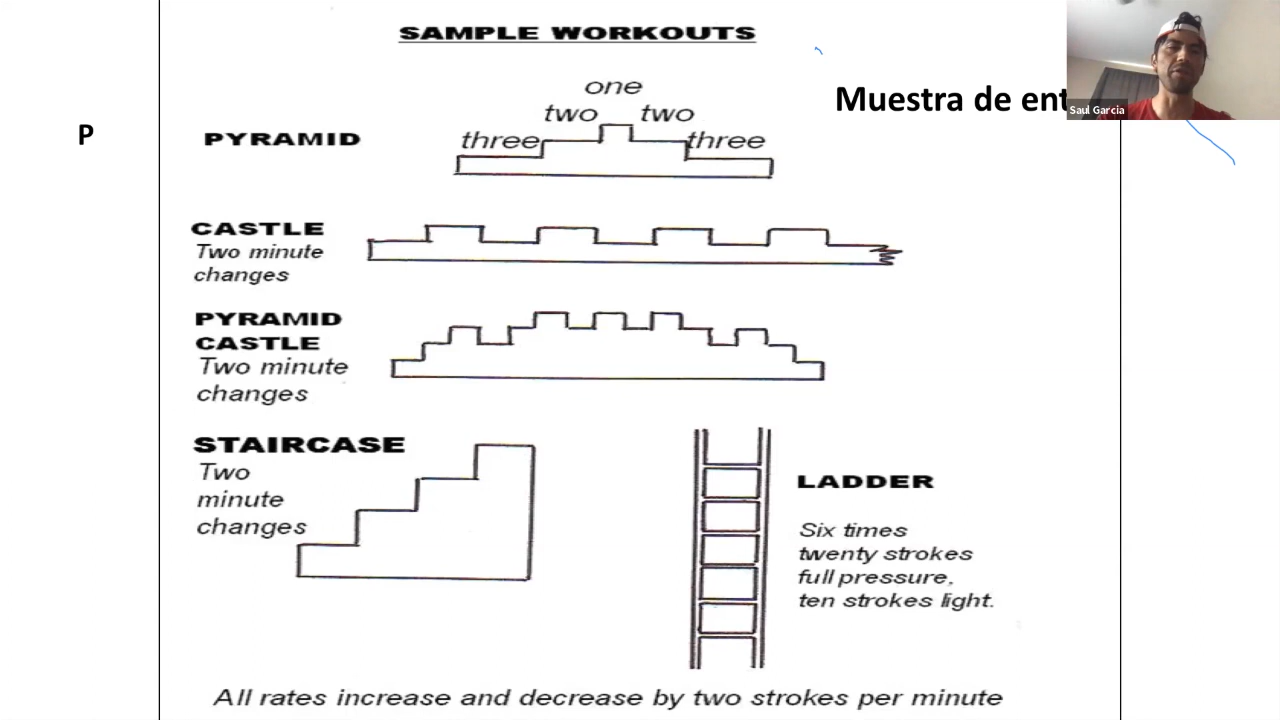 SAMPLE WORKOUTS
Muestra de ent
Saul Garcia
P
PYRAMID
one
two two
three three
CASTLE
Two minute
changes
PYRAMID
CASTLE
Two minute
changes
STAIRCASE
Two
minute
changes
LADDER
Six times
twenty strokes
full pressure,
ten strokes light.
All rates increase and decrease by two strokes per minute